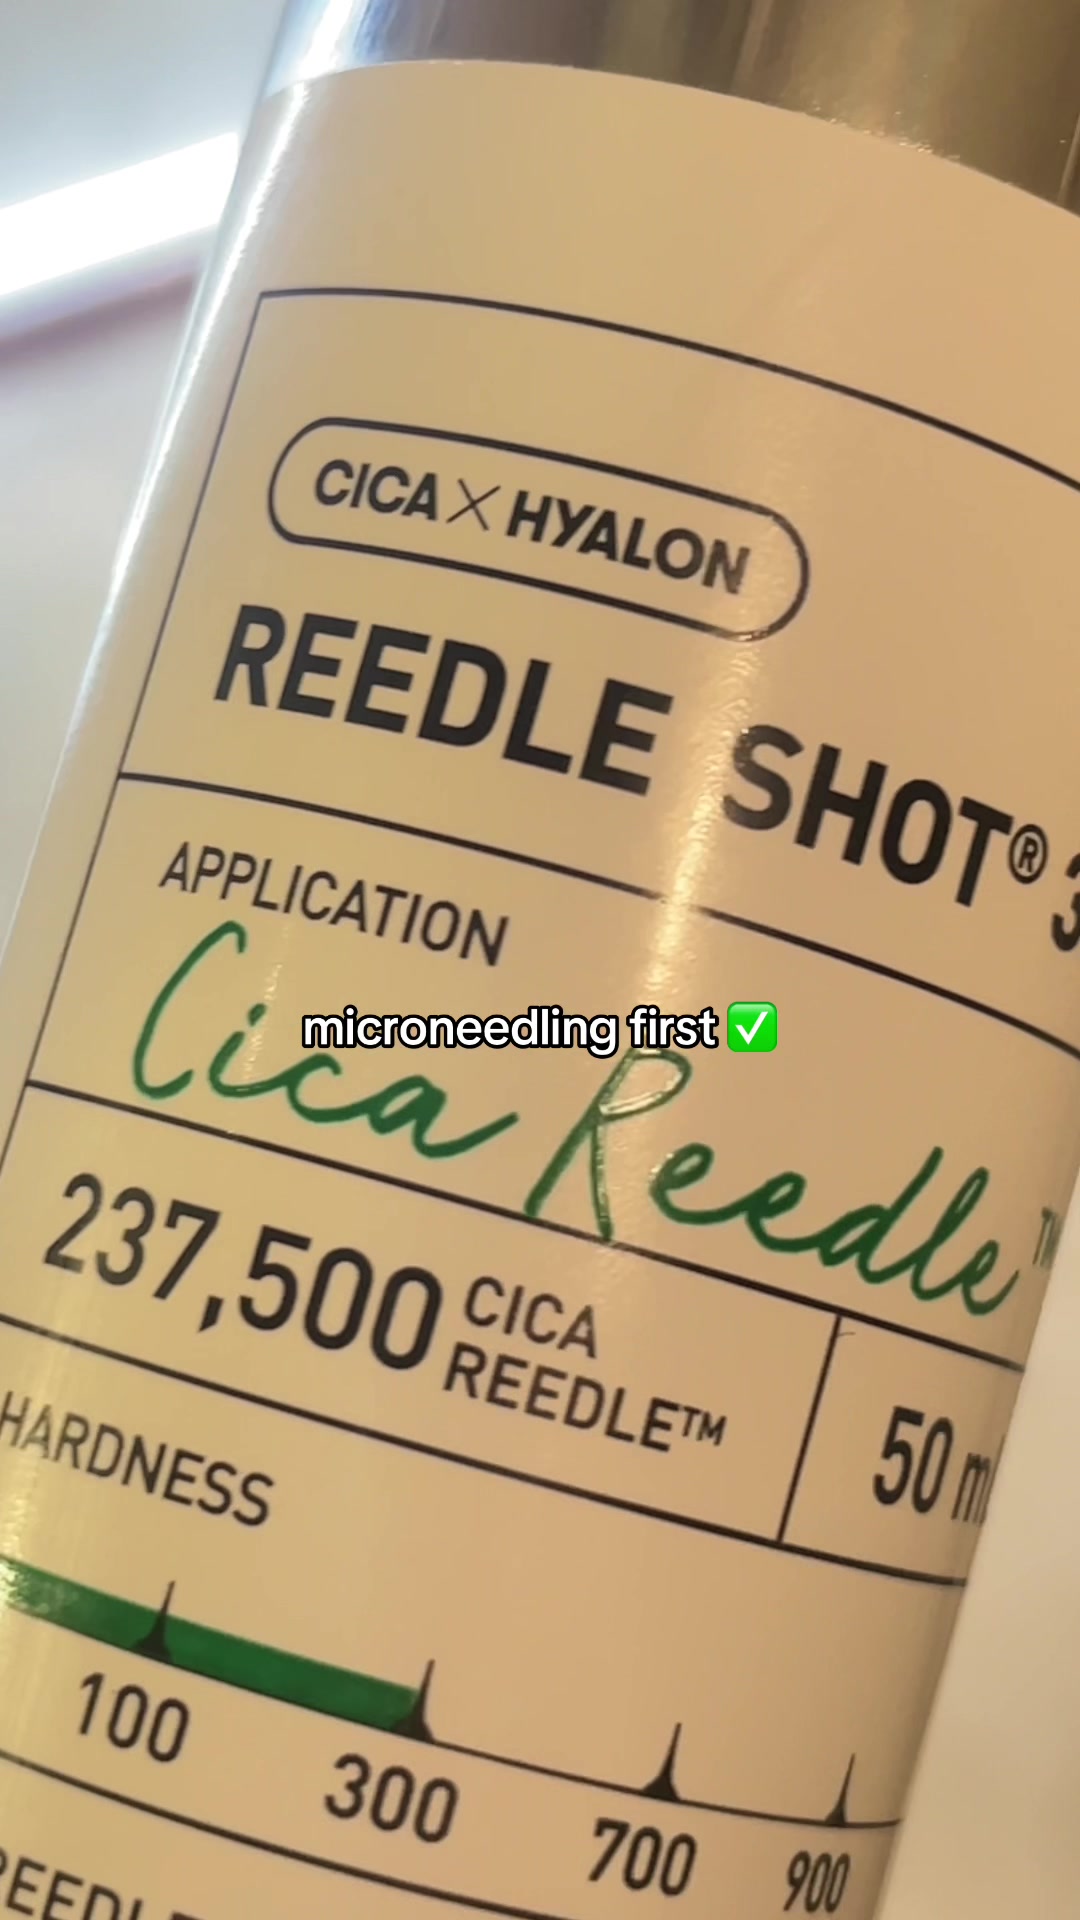 CICA X HYALON
REEDLE SHOT®
APPLICATION
microneedling first ✅
Cica Reedle™
237,500 CICA REEDLE™
50 ml
HARDNESS
100 300 700 900